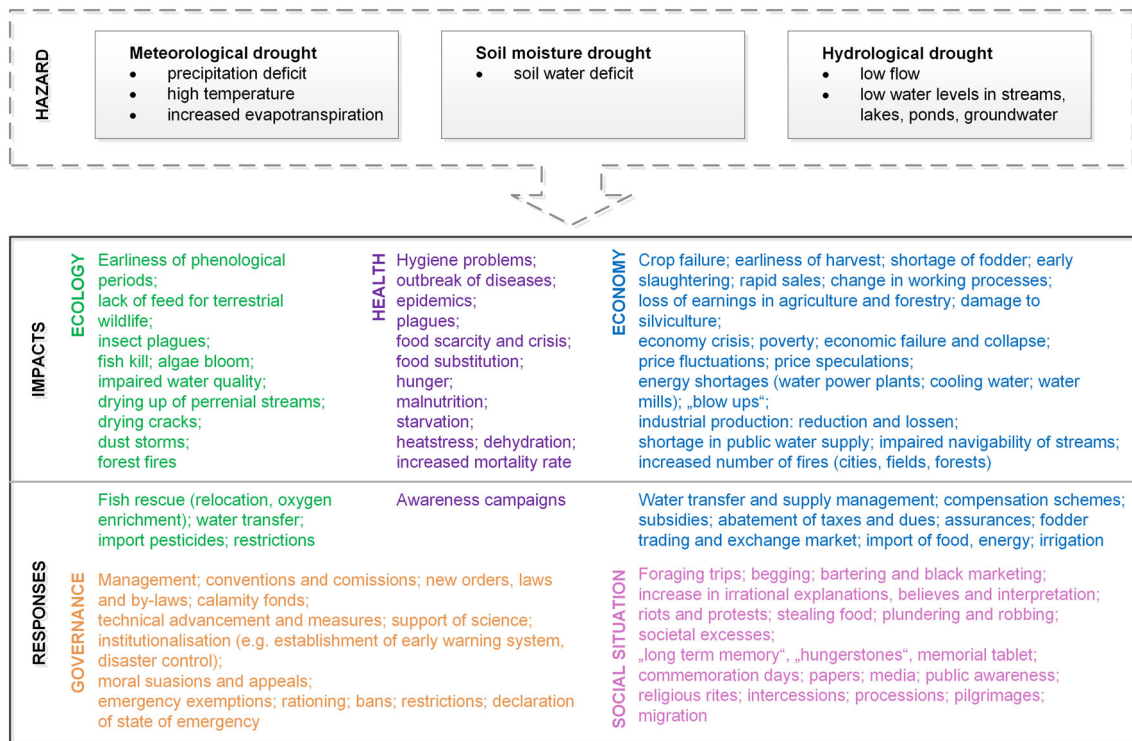 HAZARD
Meteorological drought
• precipitation deficit
• high temperature
• increased evapotranspiration
Soil moisture drought
• soil water deficit
Hydrological drought
• low flow
• low water levels in streams,
lakes, ponds, groundwater
IMPACTS
ECOLOGY
Earliness of phenological
periods;
lack of feed for terrestrial
wildlife;
insect plagues;
fish kill; algae bloom;
impaired water quality;
drying up of perrenial streams;
drying cracks;
dust storms;
forest fires
HEALTH
Hygiene problems;
outbreak of diseases;
epidemics;
plagues;
food scarcity and crisis;
food substitution;
hunger;
malnutrition;
starvation;
heatstress; dehydration;
increased mortality rate
ECONOMY
Crop failure; earliness of harvest; shortage of fodder; early
slaughtering; rapid sales; change in working processes;
loss of earnings in agriculture and forestry; damage to
silviculture;
economy crisis; poverty; economic failure and collapse;
price fluctuations; price speculations;
energy shortages (water power plants; cooling water; water
mills); „blow ups“;
industrial production: reduction and lossen;
shortage in public water supply; impaired navigability of streams;
increased number of fires (cities, fields, forests)
RESPONSES
Fish rescue (relocation, oxygen
enrichment); water transfer;
import pesticides; restrictions
Awareness campaigns
Water transfer and supply management; compensation schemes;
subsidies; abatement of taxes and dues; assurances; fodder
trading and exchange market; import of food, energy; irrigation
GOVERNANCE
Management; conventions and comissions; new orders, laws
and by-laws; calamity fonds;
technical advancement and measures; support of science;
institutionalisation (e.g. establishment of early warning system,
disaster control);
moral suasions and appeals;
emergency exemptions; rationing; bans; restrictions; declaration
of state of emergency
SOCIAL SITUATION
Foraging trips; begging; bartering and black marketing;
increase in irrational explanations, believes and interpretation;
riots and protests; stealing food; plundering and robbing;
societal excesses;
„long term memory“, „hungerstones“, memorial tablet;
commemoration days; papers; media; public awareness;
religious rites; intercessions; processions; pilgrimages;
migration